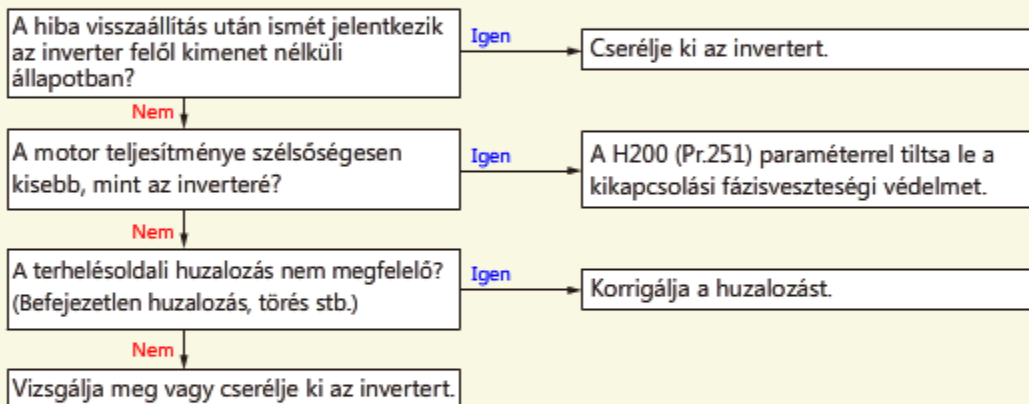 A hiba visszaállítás után ismét jelentkezik
az inverter felől kimenet nélküli
állapotban?
Igen
Cserélje ki az invertert.
Nem
A motor teljesítménye szélsőségesen
kisebb, mint az inverteré?
Igen
A H200 (Pr.251) paraméterrel tiltsa le a
kikapcsolási fázisveszteségi védelmet.
Nem
A terhelésoldali huzalozás nem megfelelő?
(Befejezetlen huzalozás, törés stb.)
Igen
Korrigálja a huzalozást.
Nem
Vizsgálja meg vagy cserélje ki az invertert.